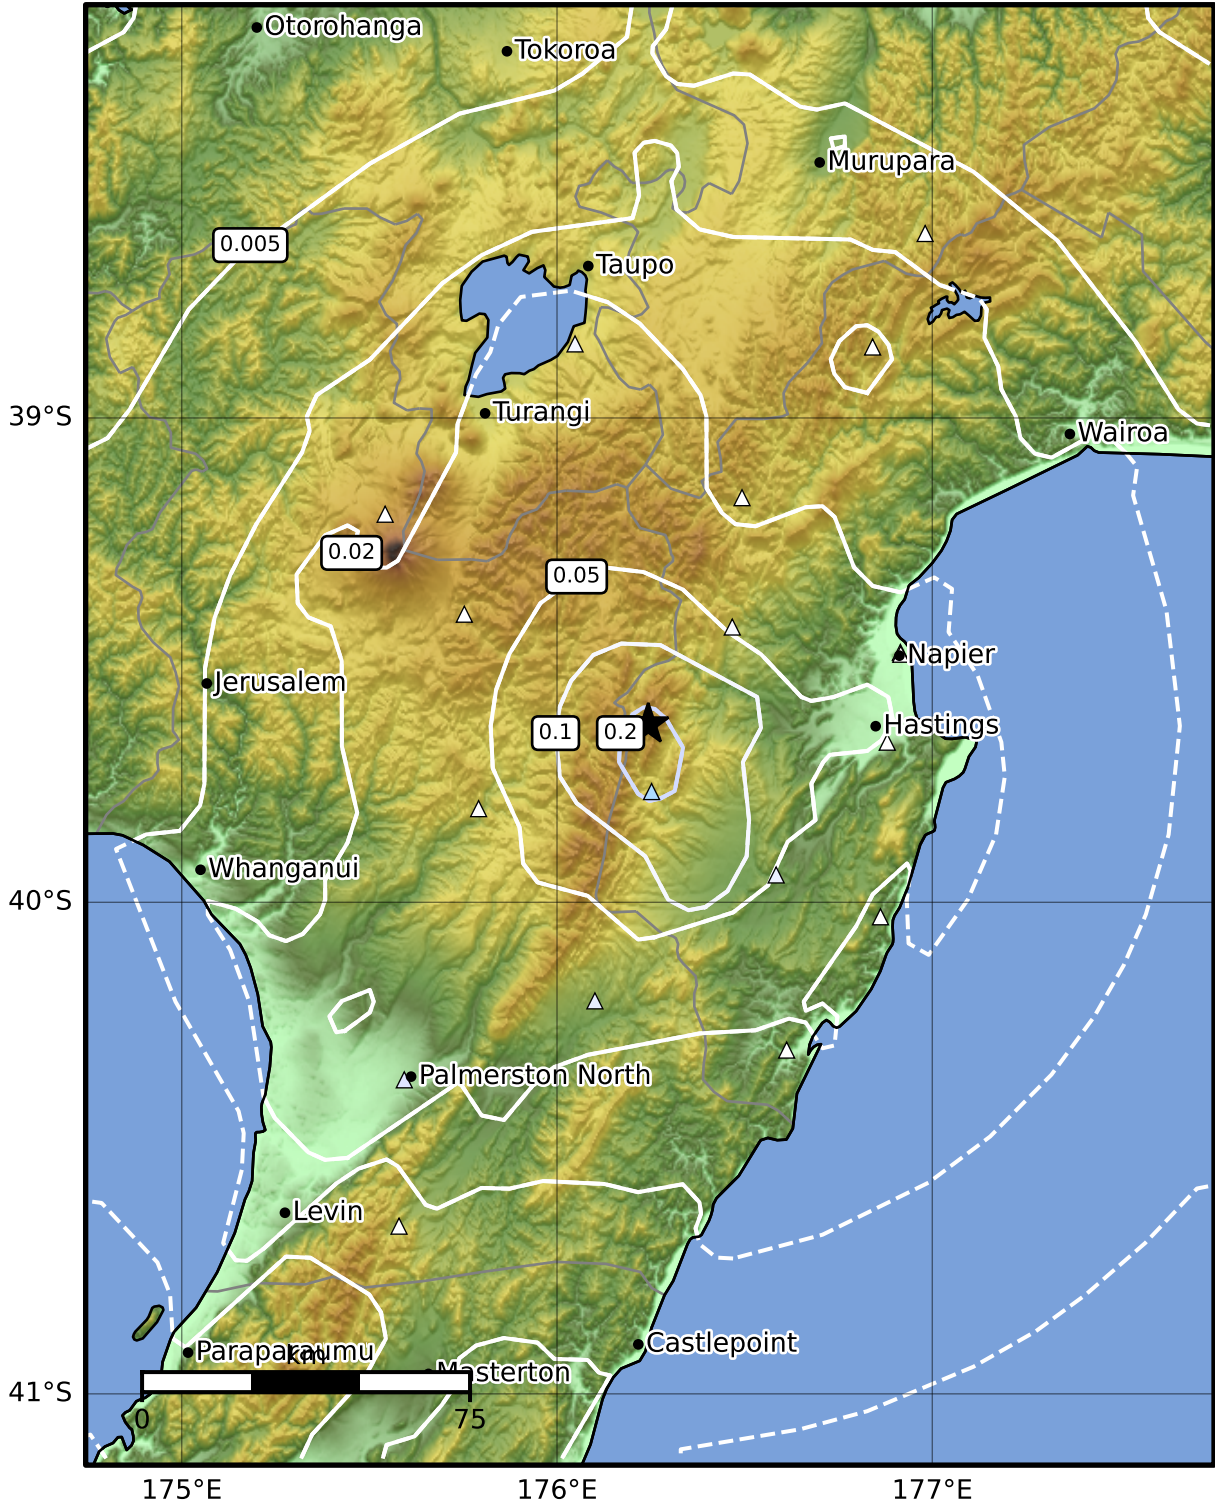 Otorohanga
Tokoroa
Murupara
0.005
Taupo
39°S
Turangi
Wairoa
0.02
0.05
Napier
Jerusalem
0.1
0.2
Hastings
Whanganui
40°S
Palmerston North
Levin
Castlepoint
Paraparaumu
km
Masterton
41°S
0
75
175°E
176°E
177°E